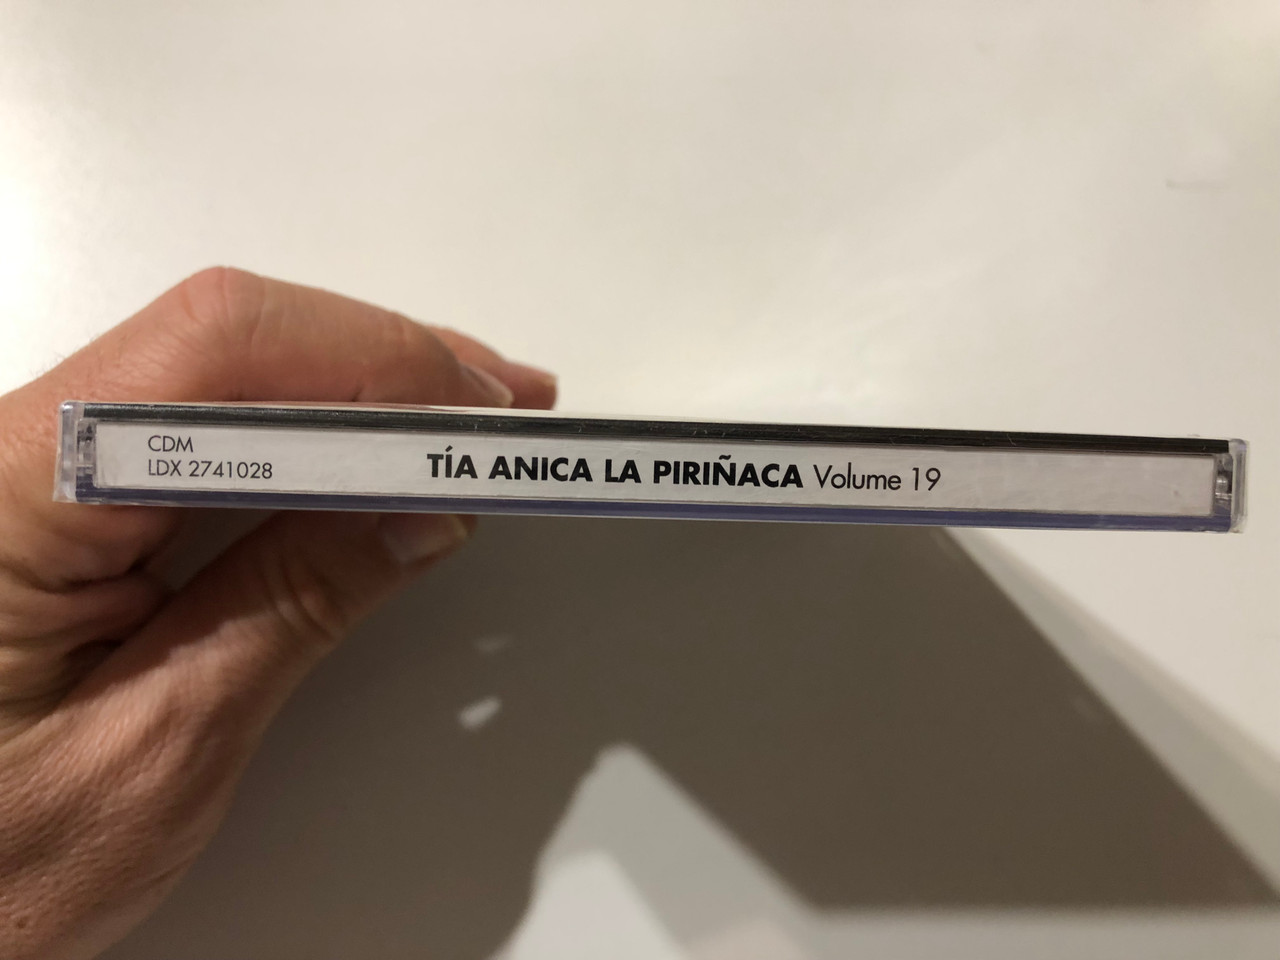 CDM
LDX 2741028
TÍA ANICA LA PIRIÑACA Volume 19